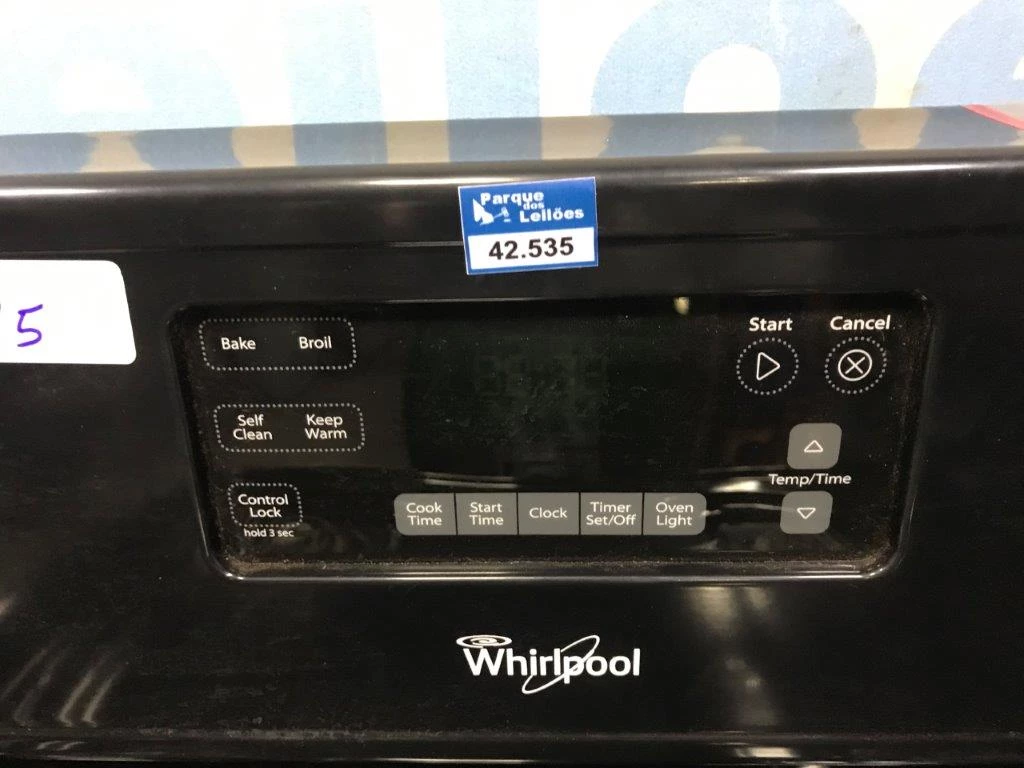 Parque
dos
Leilões
42.535
5
Bake Broil
Start Cancel
Self
Clean
Keep
Warm
Temp/Time
Control
Lock
hold 3 sec
Cook
Time
Start
Time
Clock
Timer
Set/Off
Oven
Light
Whirlpool